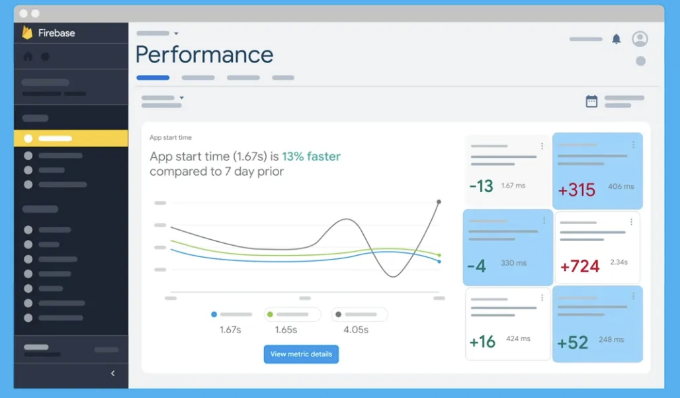 Firebase
Performance
App start time
App start time (1.67s) is 13% faster
compared to 7 day prior
1.67s
1.65s
4.05s
View metric details
-13 1.67 ms
+315 406 ms
-4 330 ms
+724 2.34s
+16 424 ms
+52 248 ms